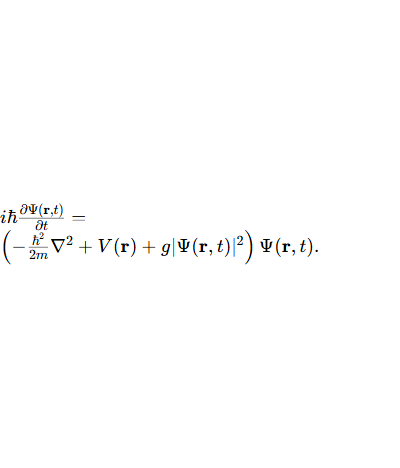 iħ ∂Ψ(r,t)/∂t =
(−ħ²/2m ∇² + V(r) + g|Ψ(r, t)|²) Ψ(r, t).